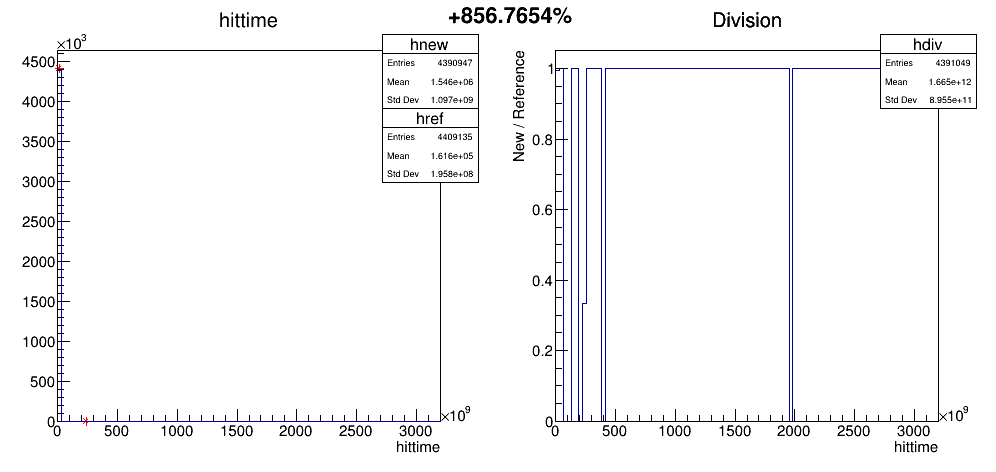 +856.7654%
hittime
×10³
hnew
Entries 4390947
Mean 1.546e+06
Std Dev 1.097e+09
href
Entries 4409135
Mean 1.616e+05
Std Dev 1.958e+08
4500
4000
3500
3000
2500
2000
1500
1000
500
0
0 500 1000 1500 2000 2500 3000
×10⁹
hittime
Division
hdiv
Entries 4391049
Mean 1.665e+12
Std Dev 8.955e+11
New / Reference
1
0.8
0.6
0.4
0.2
0
0 500 1000 1500 2000 2500 3000
×10⁹
hittime